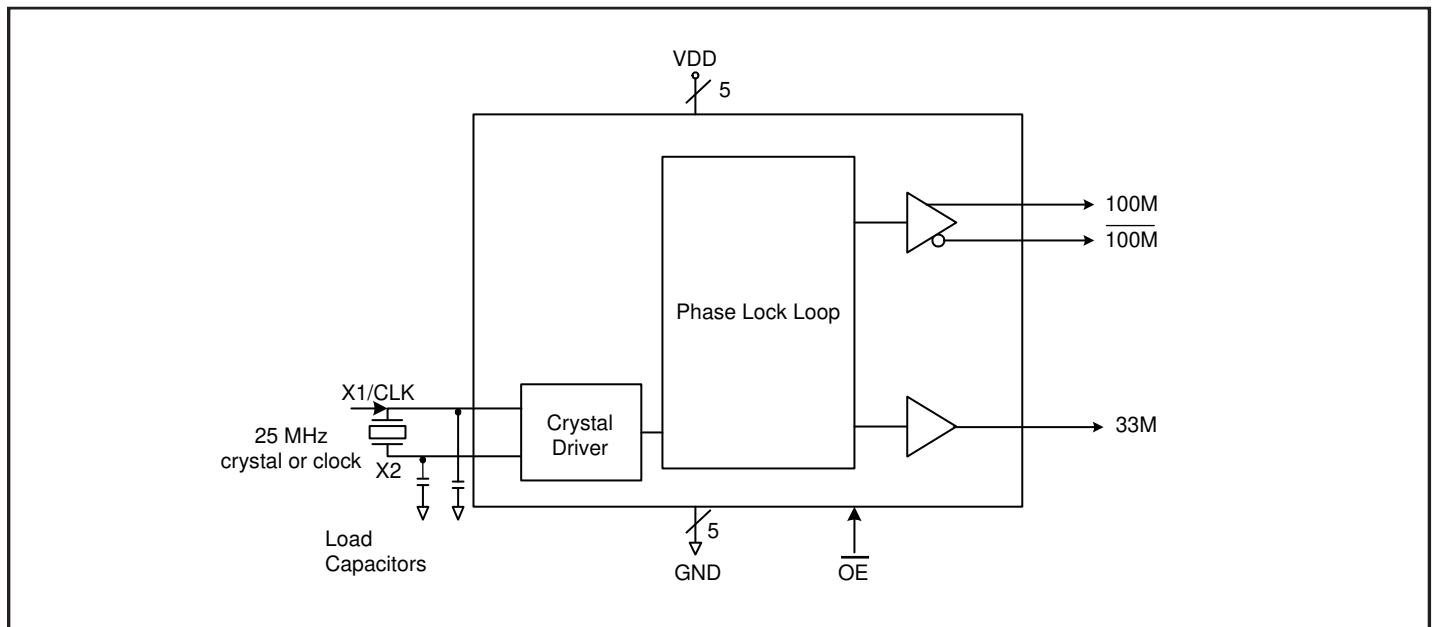 VDD
5
100M
100M
Phase Lock Loop
X1/CLK
Crystal
Driver
33M
25 MHz
crystal or clock
X2
5
Load
Capacitors
GND
OE